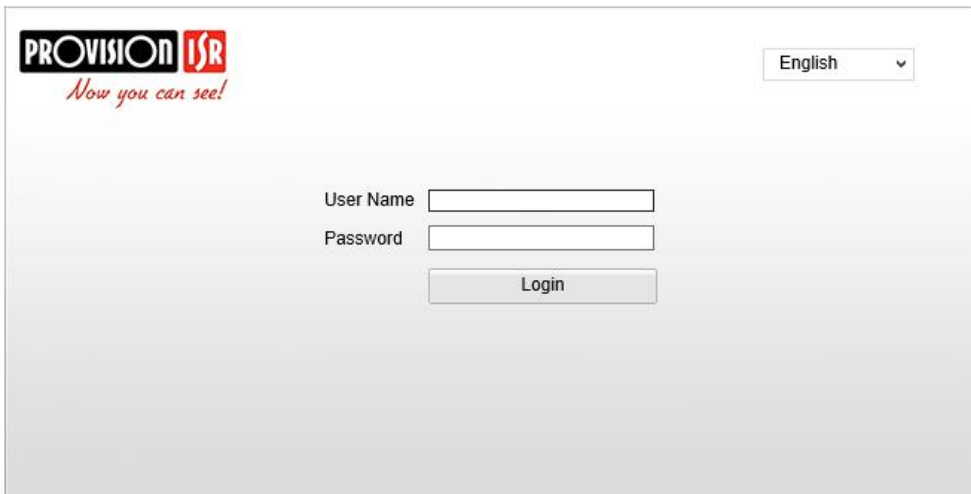 PROVISION ISR
Now you can see!
English
User Name
Password
Login